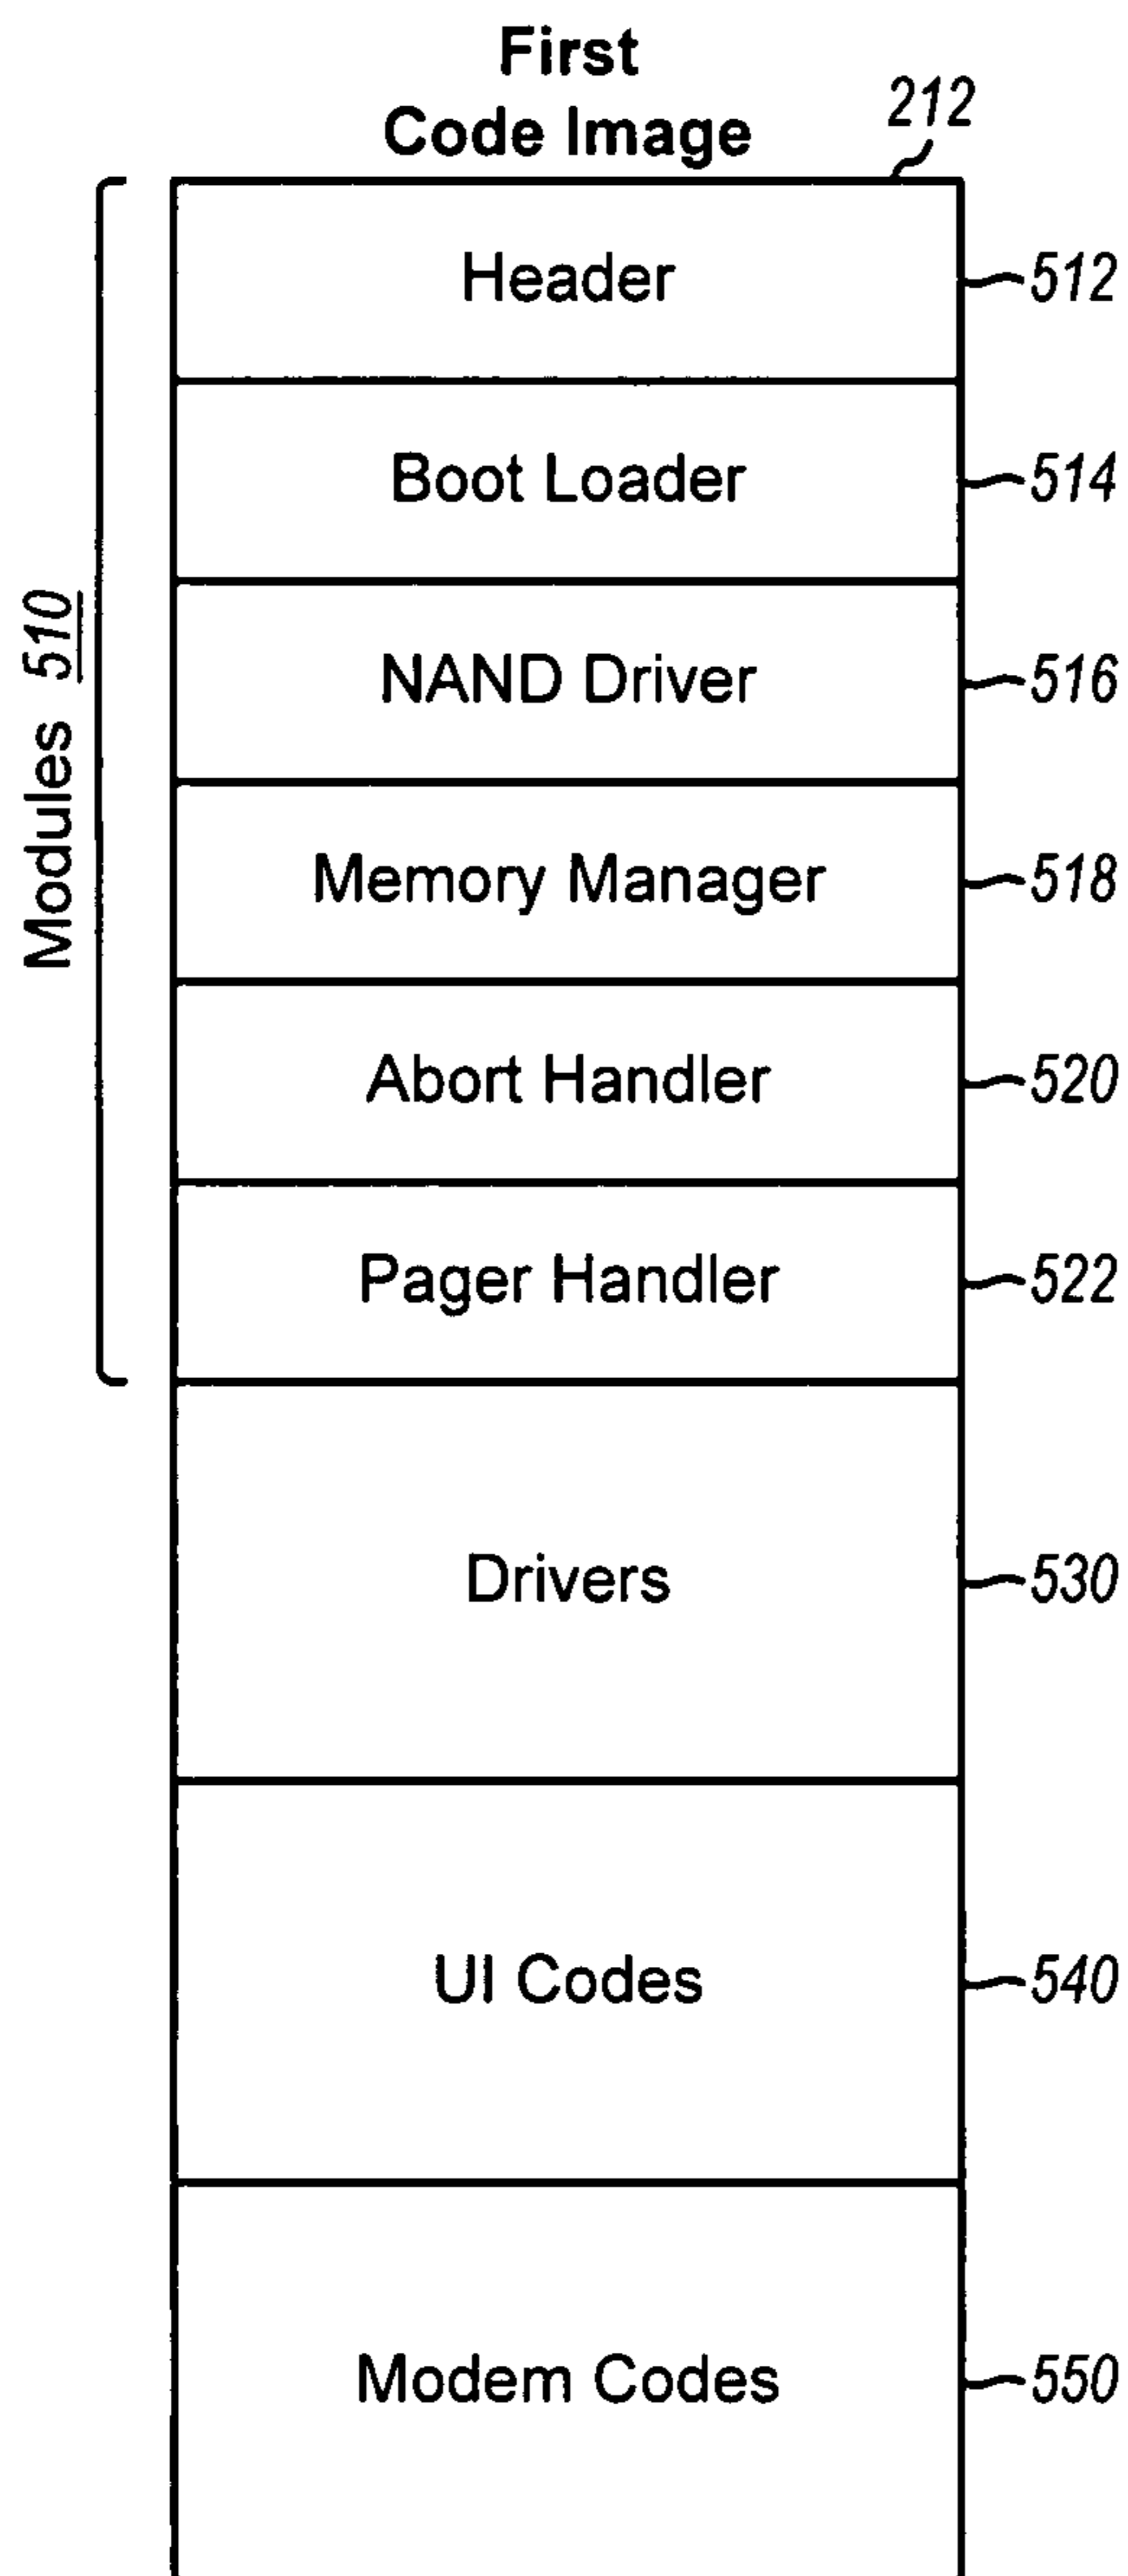 First
Code Image
212
Header
512
Boot Loader
514
NAND Driver
516
Modules 510
Memory Manager
518
Abort Handler
520
Pager Handler
522
Drivers
530
UI Codes
540
Modem Codes
550